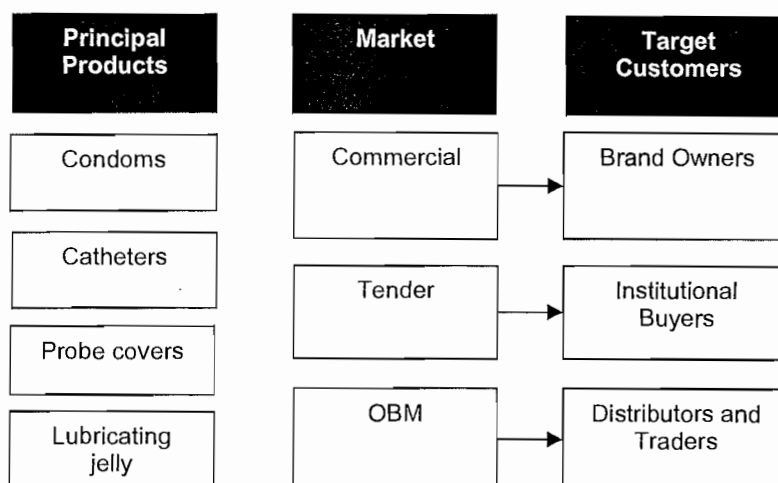 Principal
Products
Market
Target
Customers
Condoms
Commercial
Brand Owners
Catheters
Tender
Institutional
Buyers
Probe covers
OBM
Distributors and
Traders
Lubricating
jelly